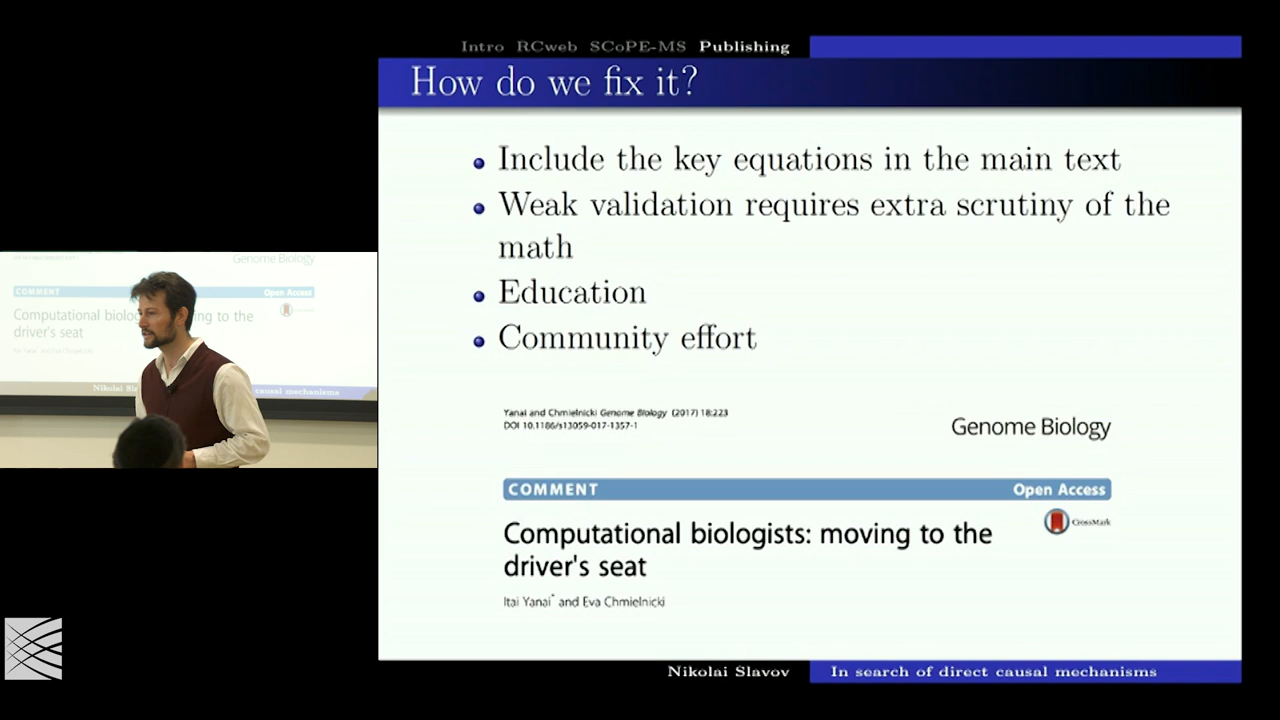 Intro RCweb SCoPE-MS Publishing
How do we fix it?
Include the key equations in the main text
Weak validation requires extra scrutiny of the
math
Education
Community effort
Yanai and Chmielnicki Genome Biology (2017) 18:223
DOI 10.1186/s13059-017-1357-1
Genome Biology
COMMENT
Open Access
CrossMark
Computational biologists: moving to the
driver's seat
Itai Yanai* and Eva Chmielnicki
Nikolai Slavov
In search of direct causal mechanisms
Genome Biology
COMMENT
Open Access
Computational biolo ng to the
driver's seat
Nikolai Sla
causal mechanisms